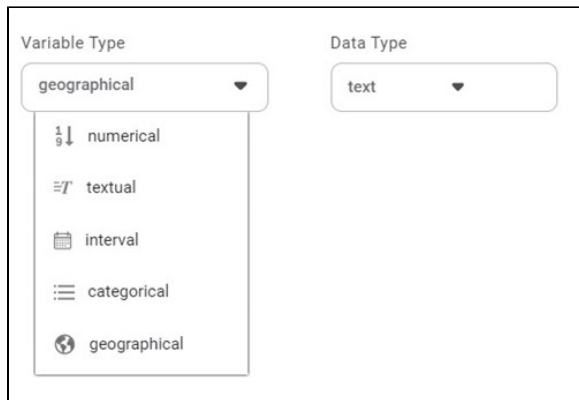 Variable Type
Data Type
geographical
text
numerical
textual
interval
categorical
geographical